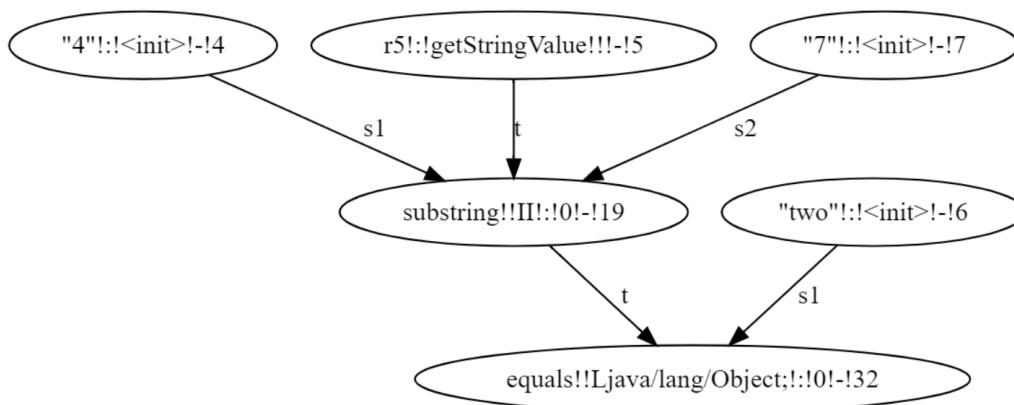 "4"!:!<init>!-!4
r5!:!getStringValue!!!-!5
"7"!:!<init>!-!7
s1
t
s2
substring!!II!:!0!-!19
"two"!:!<init>!-!6
t
s1
equals!!Ljava/lang/Object;!:!0!-!32